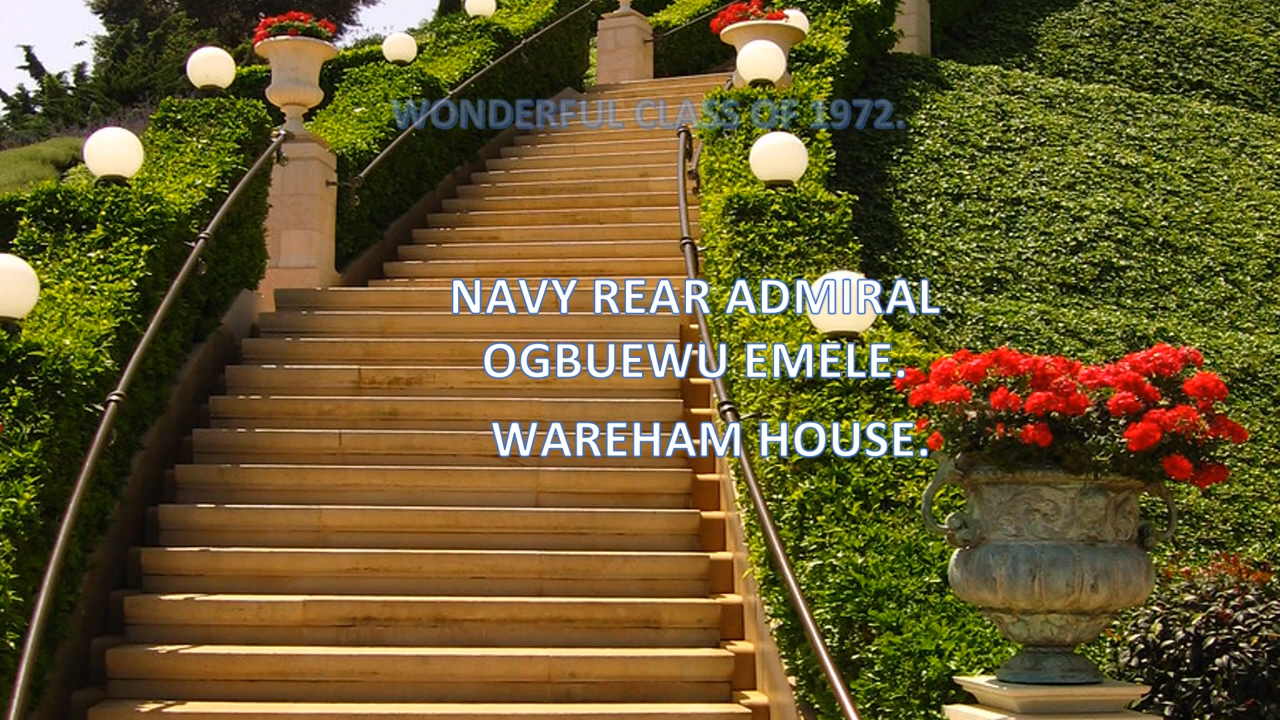 WONDERFUL CLASS OF 1972.
NAVY REAR ADMIRAL
OGBUEWU EMELE.
WAREHAM HOUSE.